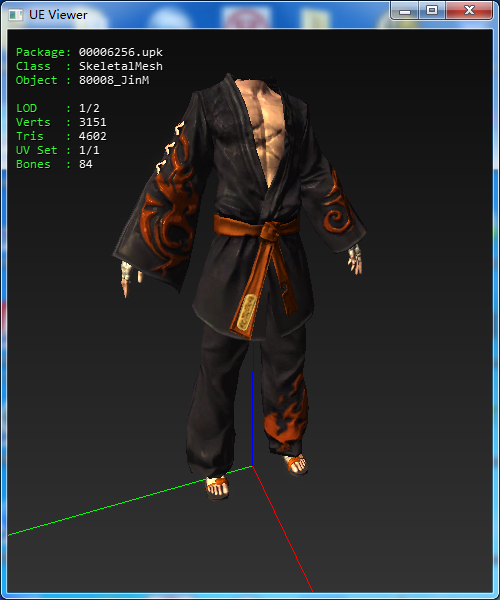 UE Viewer
Package: 00006256.upk
Class : SkeletalMesh
Object : 80008_JinM
LOD : 1/2
Verts : 3151
Tris : 4602
UV Set : 1/1
Bones : 84